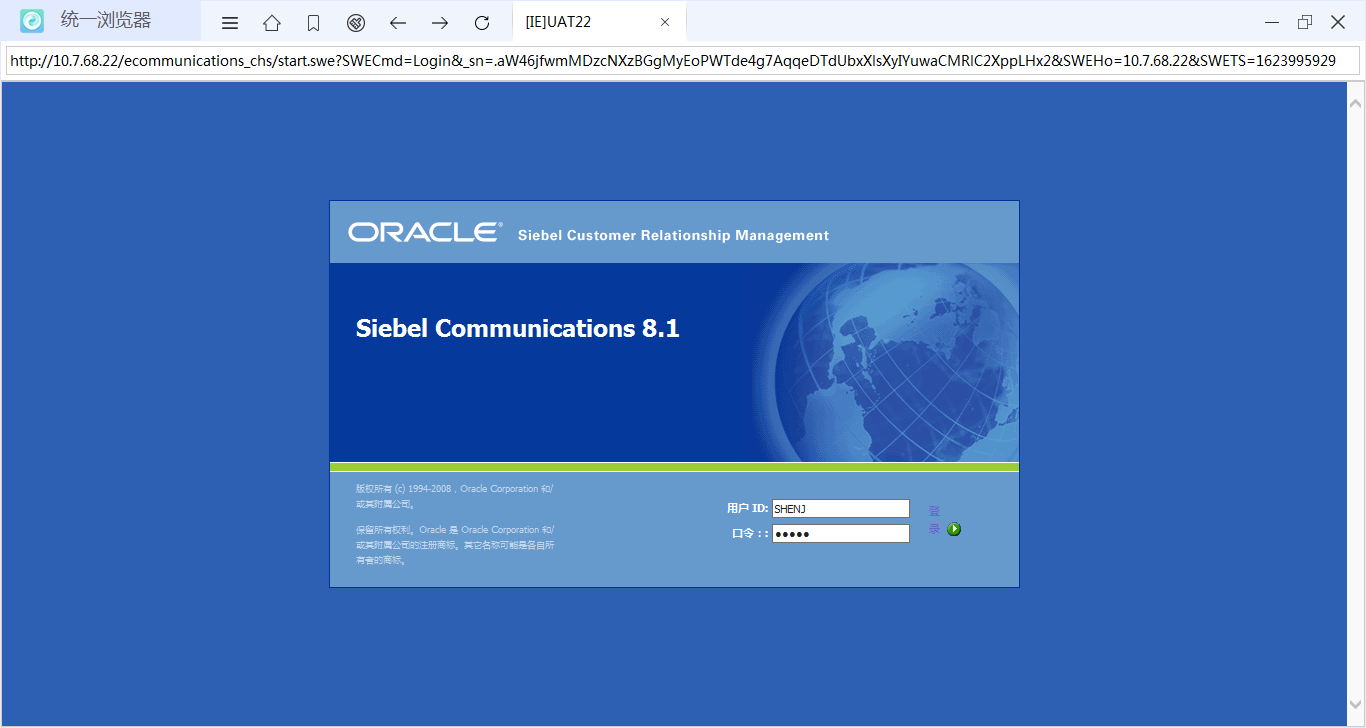 统一浏览器
[IE]UAT22
http://10.7.68.22/ecommunications_chs/start.swe?SWECmd=Login&_sn=.aW46jfwmMDzcNXzBGgMyEoPWTde4g7AqqeDTdUbxXlsXyIYuwaCMRlC2XppLHx2&SWEHo=10.7.68.22&SWETS=1623995929
ORACLE® Siebel Customer Relationship Management
Siebel Communications 8.1
版权所有 (c) 1994-2008，Oracle Corporation 和/
或其附属公司。
保留所有权利。Oracle 是 Oracle Corporation 和/
或其附属公司的注册商标。其它名称可能是各自所
有者的商标。
用户 ID: SHENJ
口令：:
登
录